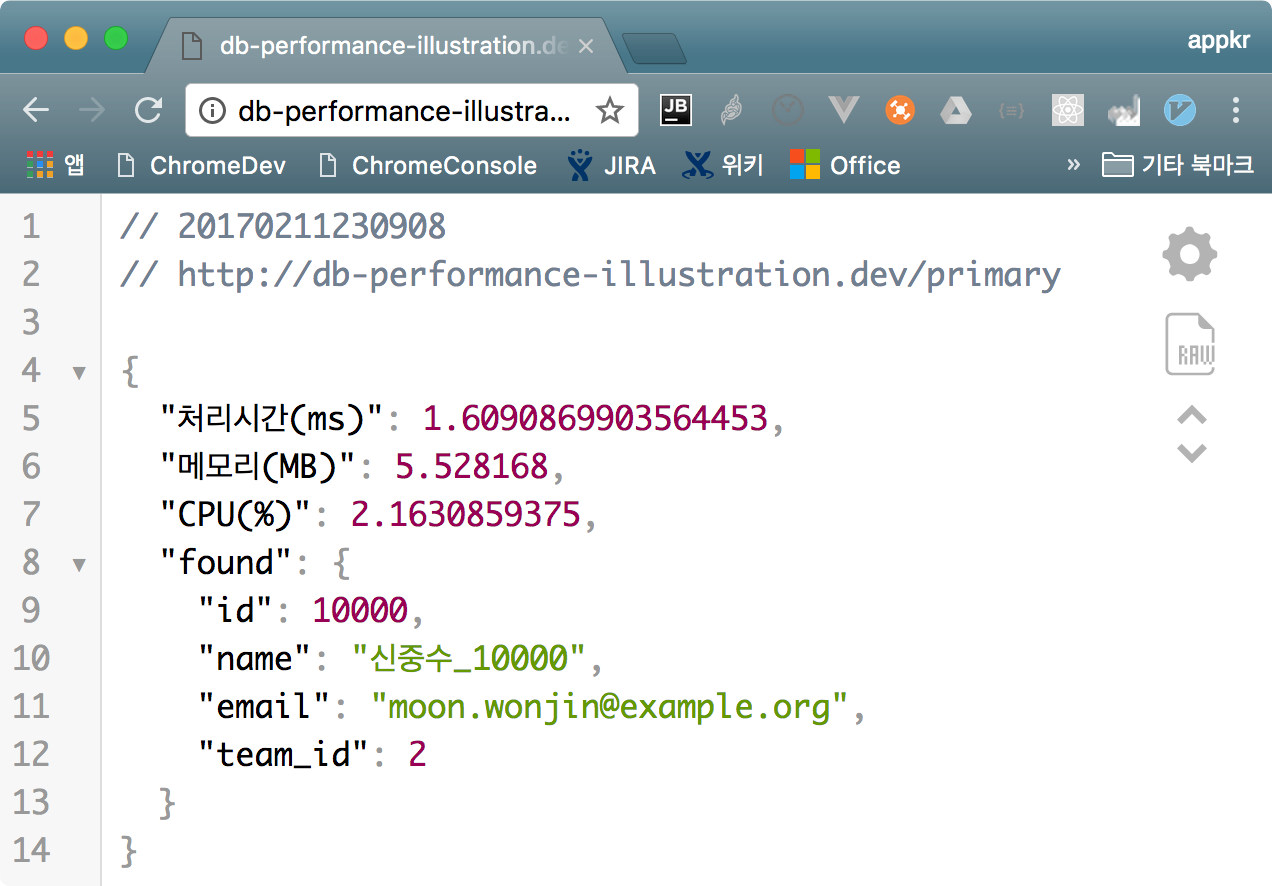 db-performance-illustration.de
appkr
db-performance-illustra...
JB
앱 ChromeDev ChromeConsole JIRA 위키 Office » 기타 북마크
1 // 20170211230908
2 // http://db-performance-illustration.dev/primary
3
4 {
5 "처리시간(ms)": 1.6090869903564453,
6 "메모리(MB)": 5.528168,
7 "CPU(%)": 2.1630859375,
8 "found": {
9 "id": 10000,
10 "name": "신중수_10000",
11 "email": "moon.wonjin@example.org",
12 "team_id": 2
13 }
14 }
RAW